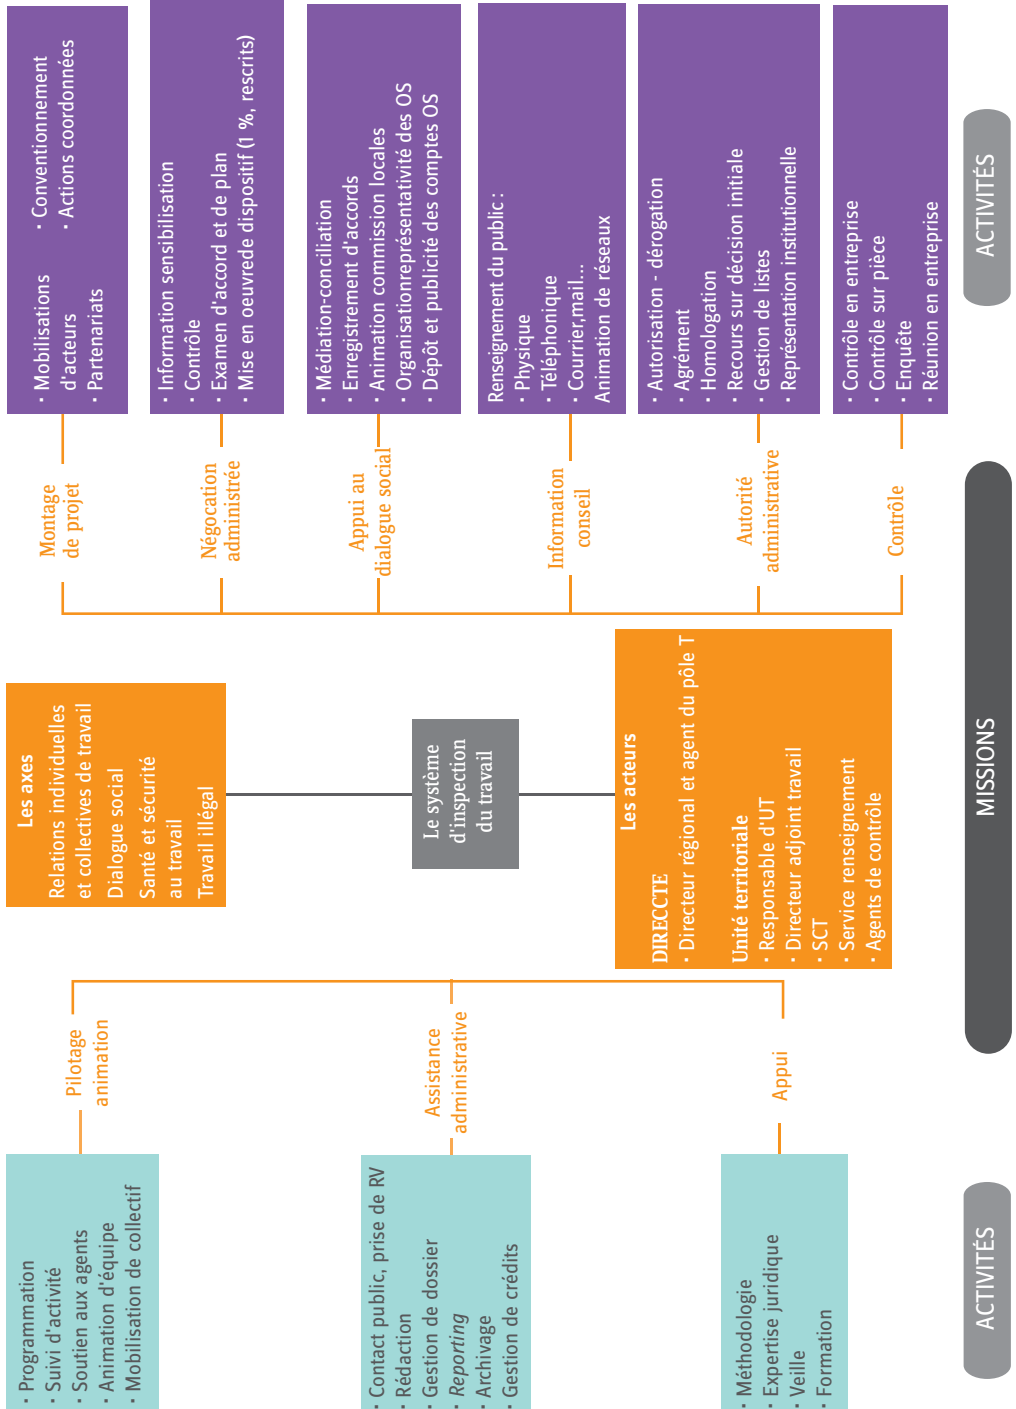 · Programmation
· Suivi d'activité
· Soutien aux agents
· Animation d'équipe
· Mobilisation de collectif
Pilotage
animation
· Contact public, prise de RV
· Rédaction
· Gestion de dossier
· Reporting
· Archivage
· Gestion de crédits
Assistance
administrative
· Méthodologie
· Expertise juridique
· Veille
· Formation
Appui
Les axes
Relations individuelles
et collectives de travail
Dialogue social
Santé et sécurité
au travail
Travail illégal
Le système
d'inspection
du travail
Les acteurs
DIRECCTE
· Directeur régional et agent du pôle T
Unité territoriale
· Responsable d'UT
· Directeur adjoint travail
· SCT
· Service renseignement
· Agents de contrôle
Montage
de projet
· Mobilisations
d'acteurs
· Partenariats
· Conventionnement
· Actions coordonnées
Négocation
administrée
· Information sensibilisation
· Contrôle
· Examen d'accord et de plan
· Mise en oeuvrede dispositif (1 %, rescrits)
Appui au
dialogue social
· Médiation-conciliation
· Enregistrement d'accords
· Animation commission locales
· Organisationreprésentativité des OS
· Dépôt et publicité des comptes OS
Information
conseil
Renseignement du public :
· Physique
· Téléphonique
· Courrier,mail...
Animation de réseaux
Autorité
administrative
· Autorisation - dérogation
· Agrément
· Homologation
· Recours sur décision initiale
· Gestion de listes
· Représentation institutionnelle
Contrôle
· Contrôle en entreprise
· Contrôle sur pièce
· Enquête
· Réunion en entreprise
ACTIVITÉS
MISSIONS
ACTIVITÉS